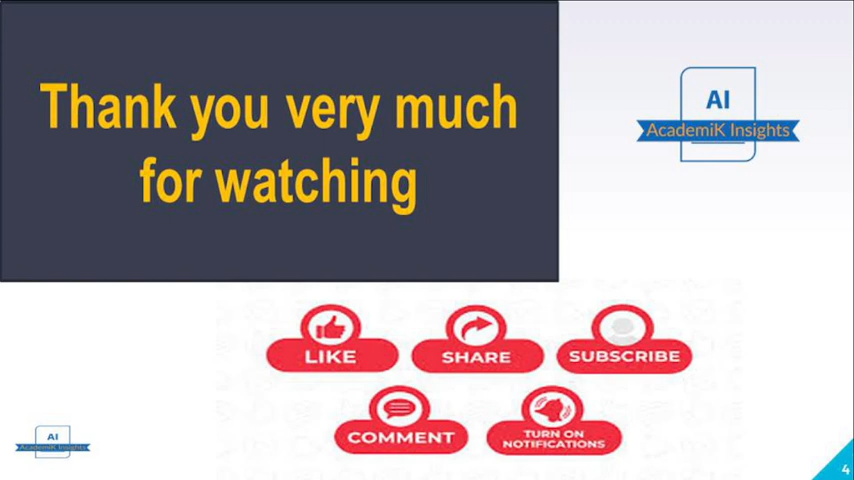 Thank you very much
for watching
AI
AcademiK Insights
LIKE
SHARE
SUBSCRIBE
COMMENT
TURN ON
NOTIFICATIONS
AI
AcademiK Insights
4